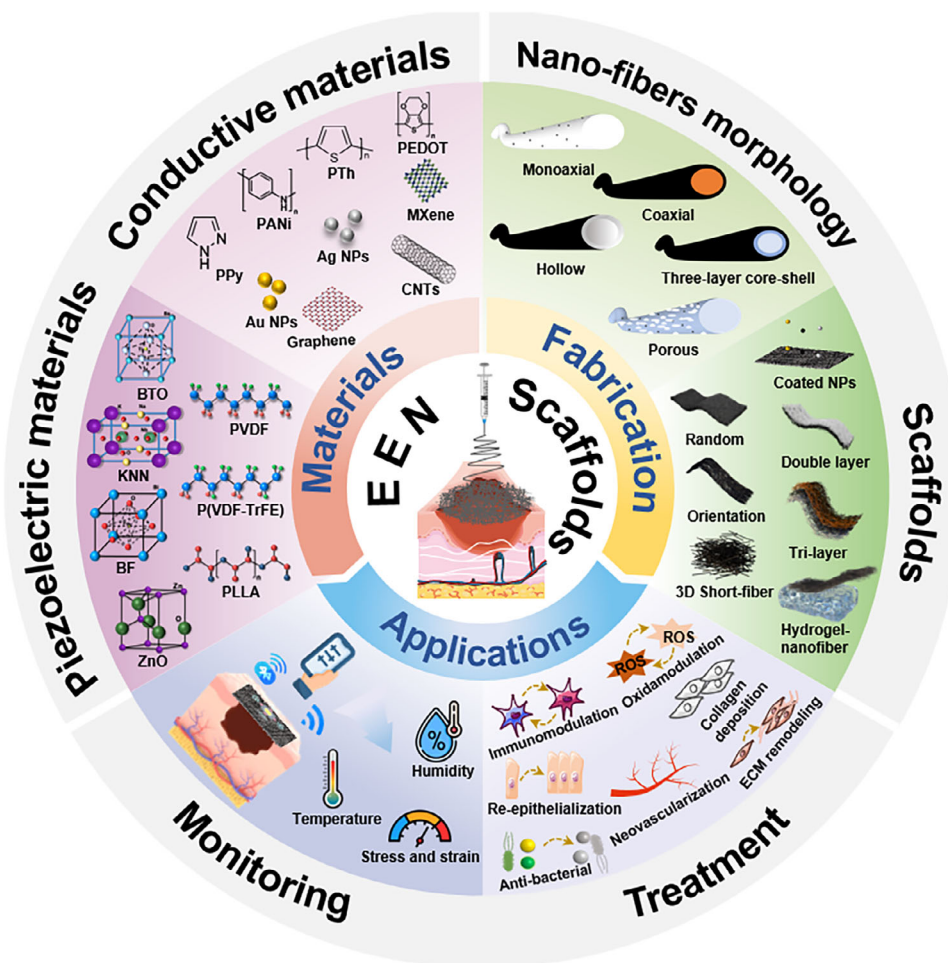 Conductive materials
PEDOT
PTh
MXene
PANi
Ag NPs
PPy
CNTs
Au NPs
Graphene
Piezoelectric materials
BTO
PVDF
KNN
P(VDF-TrFE)
BF
PLLA
ZnO
Nano-fibers morphology
Monoaxial
Coaxial
Hollow
Three-layer core-shell
Porous
Scaffolds
Coated NPs
Random
Double layer
Orientation
Tri-layer
3D Short-fiber
Hydrogel-
nanofiber
Materials
Fabrication
Applications
EEN
Scaffolds
Monitoring
%
Humidity
Temperature
Stress and strain
Treatment
ROS
ROS
Immunomodulation
Oxidamodulation
Collagen
deposition
Re-epithelialization
Neovascularization
ECM remodeling
Anti-bacterial